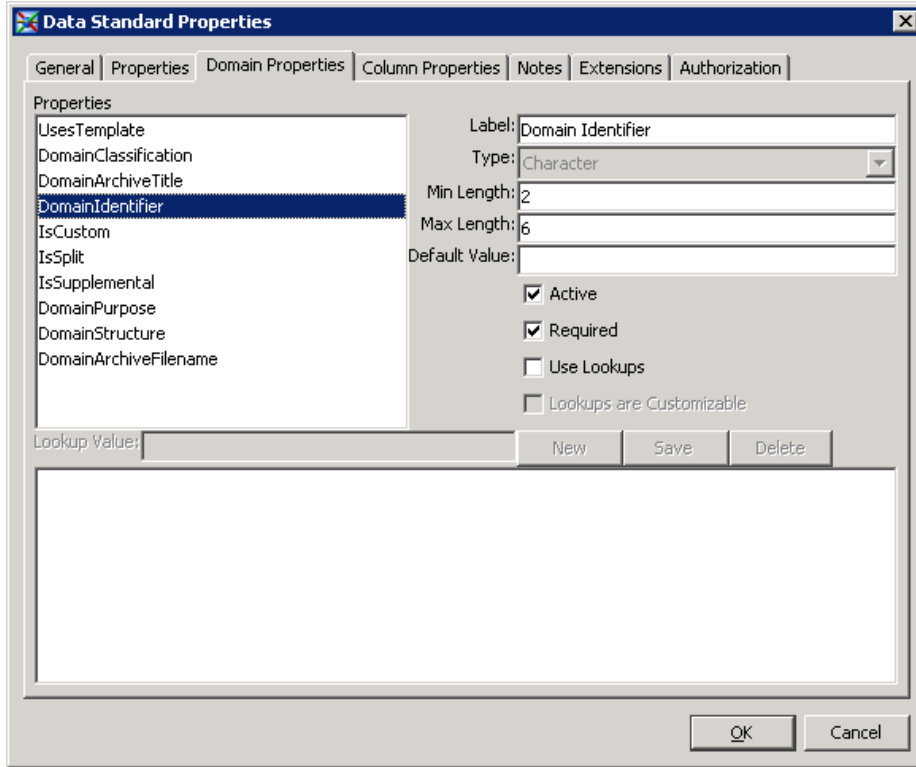 Data Standard Properties
General Properties Domain Properties Column Properties Notes Extensions Authorization
Properties
UsesTemplate
DomainClassification
DomainArchiveTitle
DomainIdentifier
IsCustom
IsSplit
IsSupplemental
DomainPurpose
DomainStructure
DomainArchiveFilename
Label: Domain Identifier
Type: Character
Min Length: 2
Max Length: 6
Default Value:
Active
Required
Use Lookups
Lookups are Customizable
Lookup Value: New Save Delete
OK Cancel